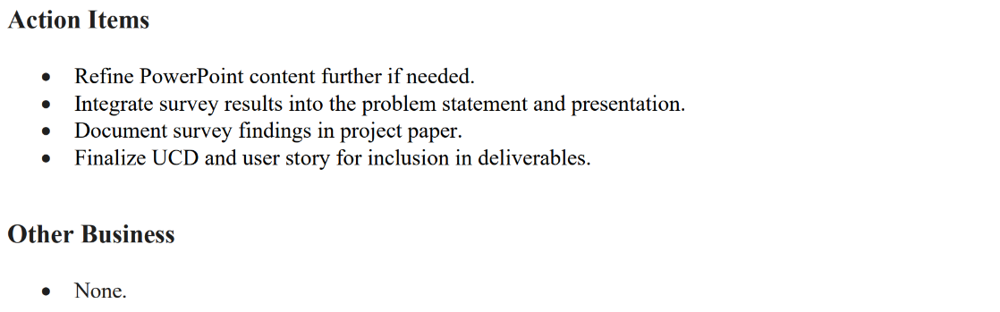 Action Items
• Refine PowerPoint content further if needed.
• Integrate survey results into the problem statement and presentation.
• Document survey findings in project paper.
• Finalize UCD and user story for inclusion in deliverables.
Other Business
• None.